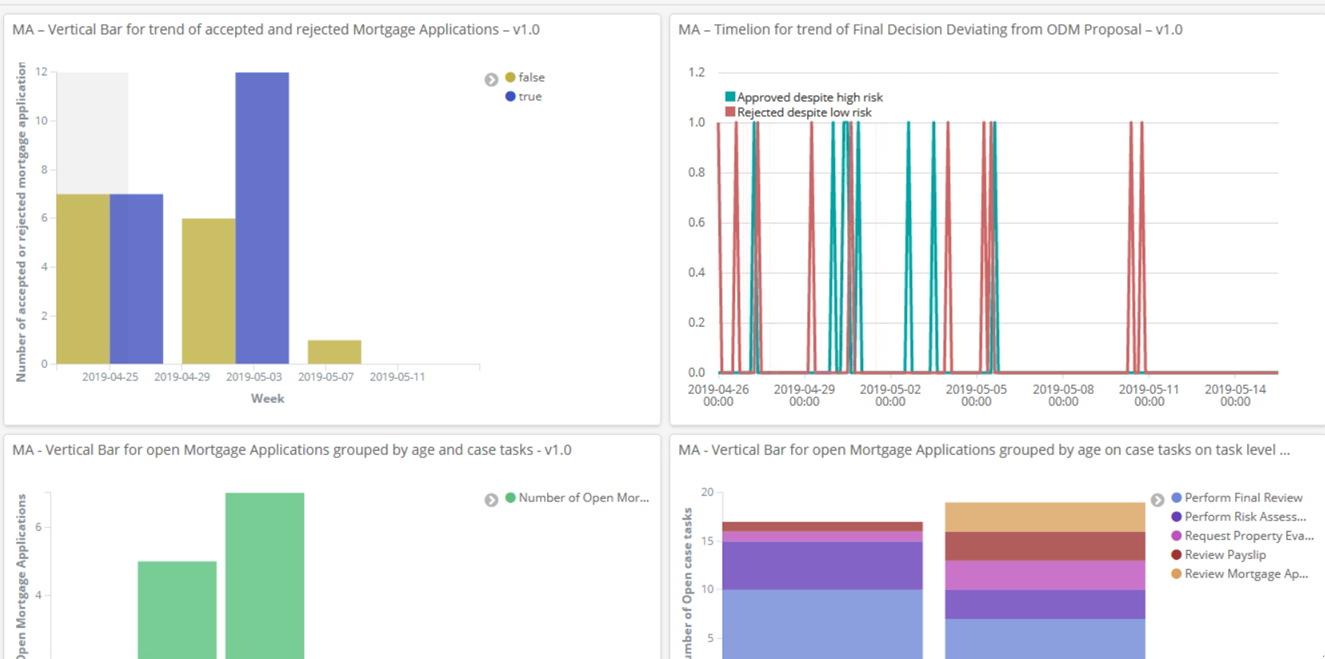 MA – Vertical Bar for trend of accepted and rejected Mortgage Applications – v1.0
Number of accepted or rejected mortgage application
12
10
8
6
4
2
0
2019-04-25
2019-04-29
2019-05-03
2019-05-07
2019-05-11
Week
false
true
MA – Timelion for trend of Final Decision Deviating from ODM Proposal – v1.0
1.2
1.0
0.8
0.6
0.4
0.2
0.0
Approved despite high risk
Rejected despite low risk
2019-04-26
00:00
2019-04-29
00:00
2019-05-02
00:00
2019-05-05
00:00
2019-05-08
00:00
2019-05-11
00:00
2019-05-14
00:00
MA - Vertical Bar for open Mortgage Applications grouped by age and case tasks - v1.0
Open Mortgage Applications
6
4
Number of Open Mor...
MA - Vertical Bar for open Mortgage Applications grouped by age on case tasks on task level ...
umber of Open case tasks
20
15
10
5
Perform Final Review
Perform Risk Assess...
Request Property Eva...
Review Payslip
Review Mortgage Ap...